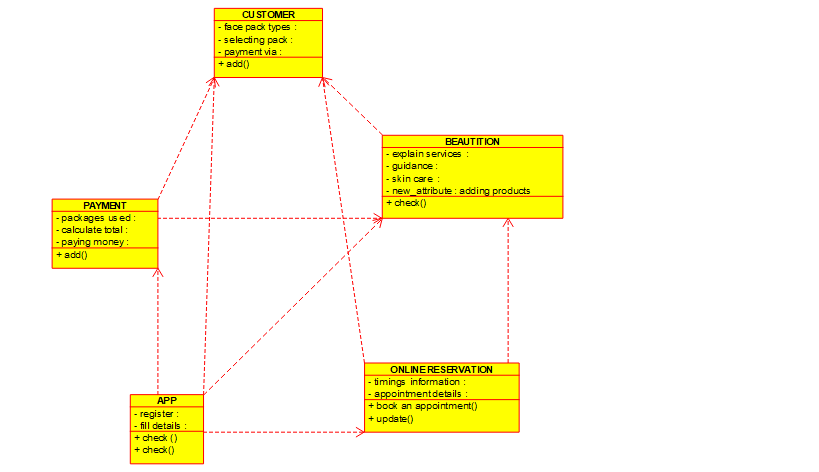 CUSTOMER
- face pack types :
- selecting pack :
- payment via :
+ add()
BEAUTITION
- explain services :
- guidance :
- skin care :
- new_attribute : adding products
+ check()
PAYMENT
- packages used :
- calculate total :
- paying money :
+ add()
ONLINE RESERVATION
- timings information :
- appointment details :
+ book an appointment()
+ update()
APP
- register :
- fill details :
+ check ()
+ check()